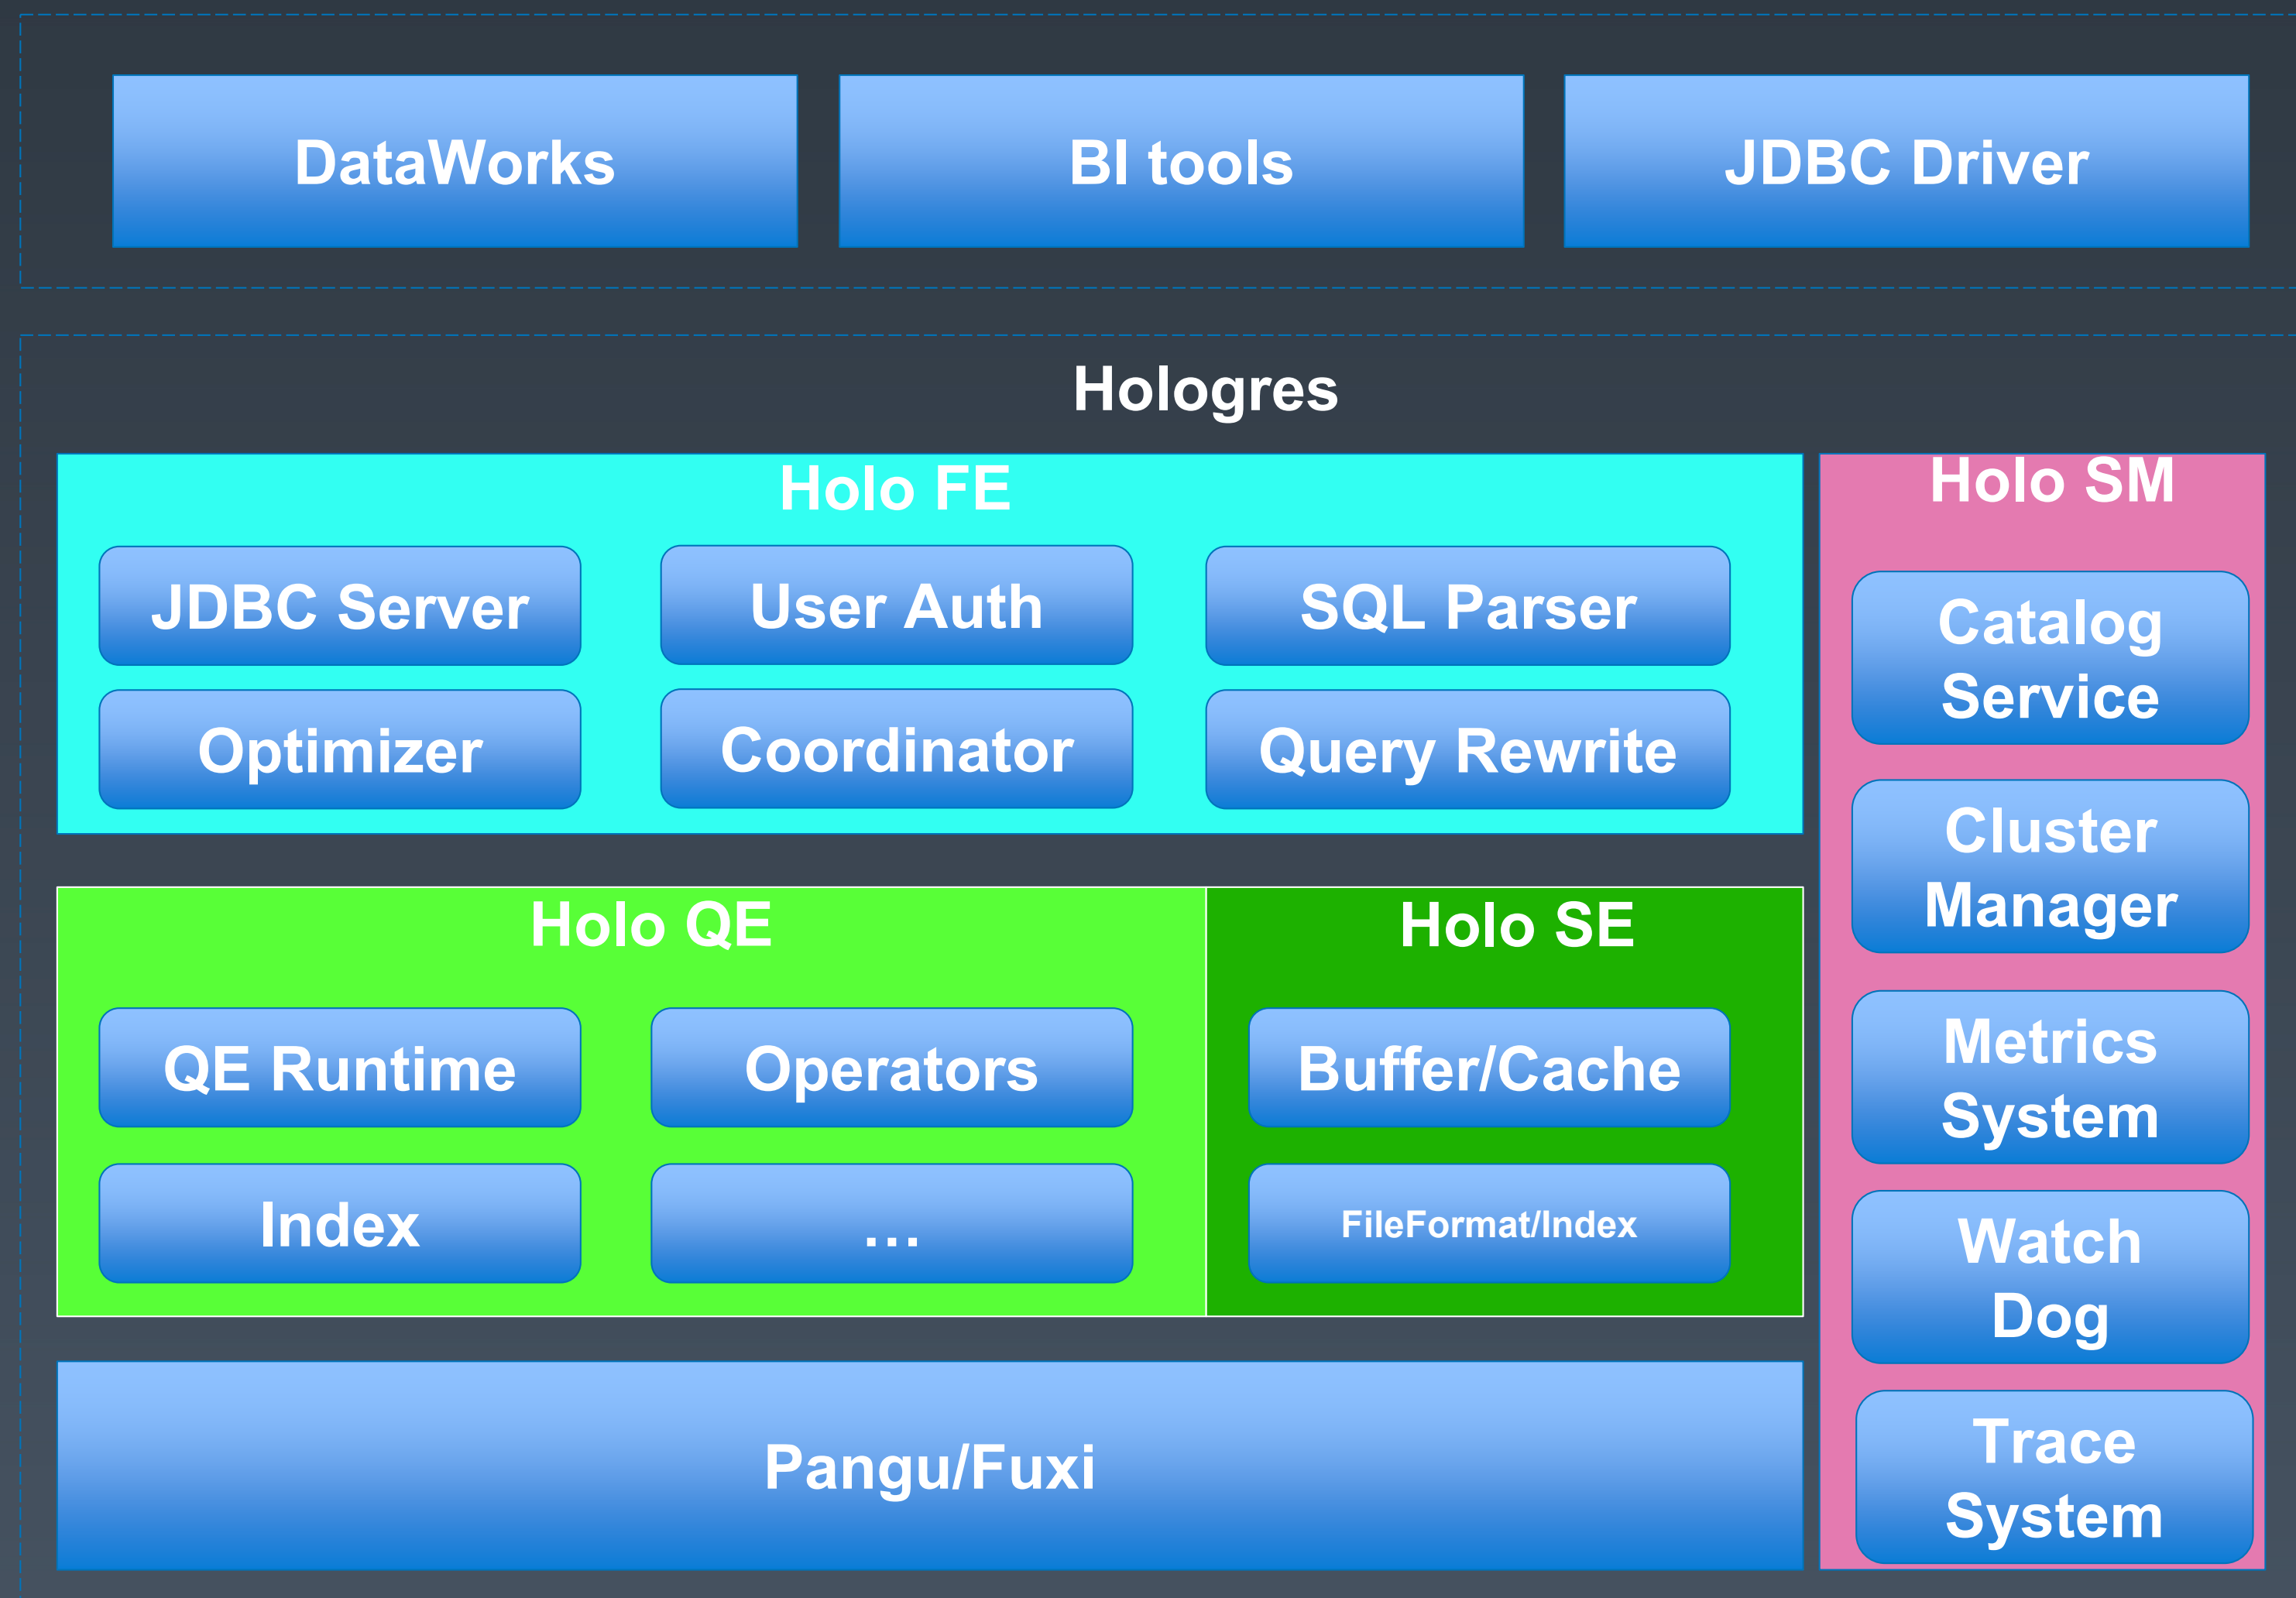 DataWorks
BI tools
JDBC Driver
Hologres
Holo FE
JDBC Server
User Auth
SQL Parser
Optimizer
Coordinator
Query Rewrite
Holo QE
QE Runtime
Operators
Index
...
Holo SE
Buffer/Cache
FileFormat/Index
Pangu/Fuxi
Holo SM
Catalog
Service
Cluster
Manager
Metrics
System
Watch
Dog
Trace
System